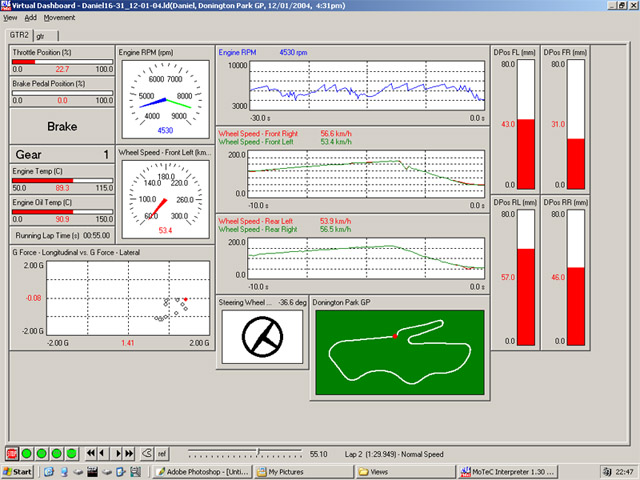 Virtual Dashboard - Daniel16-31_12-01-04.ld(Daniel, Donington Park GP, 12/01/2004, 4:31pm)
View Add Movement
GTR2 gtr
Throttle Position (%)
0.0 22.7 100.0
Brake Pedal Position (%)
0.0 0.0 100.0
Brake
Gear 1
Engine Temp (C)
50.0 89.3 115.0
Engine Oil Temp (C)
0.0 90.9 150.0
Running Lap Time (s) 00:55.00
Engine RPM (rpm)
6000 7000
5000 8000
4000 9000
4530
Wheel Speed - Front Left (km...
180.0
140.0 220.0
100.0 260.0
60.0 300.0
53.4
Engine RPM 4530 rpm
10000
3000
-30.0 s 0.0 s
Wheel Speed - Front Right 56.6 km/h
Wheel Speed - Front Left 53.4 km/h
200.0
0.0
-10.0 s 0.0 s
Wheel Speed - Rear Left 53.9 km/h
Wheel Speed - Rear Right 56.5 km/h
200.0
0.0
-10.0 s 0.0 s
DPos FL (mm)
80.0
43.0
0.0
DPos FR (mm)
80.0
31.0
0.0
DPos RL (mm)
80.0
57.0
0.0
DPos RR (mm)
80.0
46.0
0.0
G Force - Longitudinal vs. G Force - Lateral
2.00 G
-0.08
-2.00 G
-2.00 G 1.41 2.00 G
Steering Wheel ... -36.6 deg
Donington Park GP
STOP
ref
55.10 Lap 2 (1:29.949) - Normal Speed
Start
Adobe Photoshop - [Unti...
My Pictures
Views
MoTeC Interpreter 1.30 ...
22:47